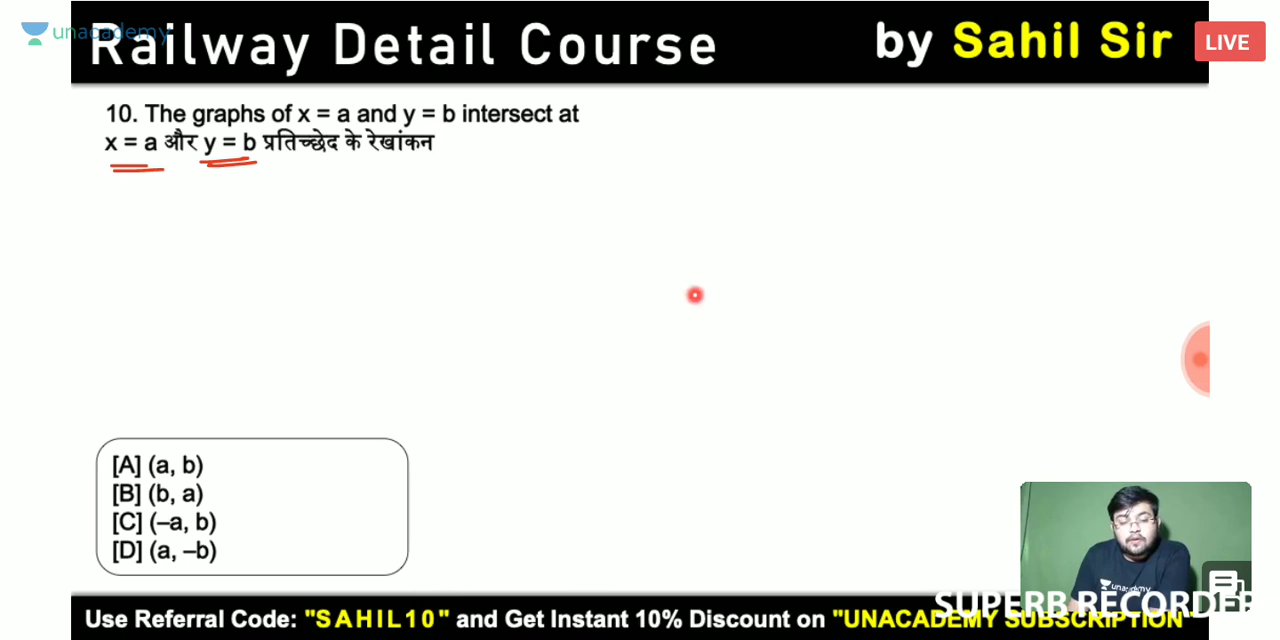 unacademy
Railway Detail Course by Sahil Sir
LIVE
10. The graphs of x = a and y = b intersect at
x = a और y = b प्रतिच्छेद के रेखांकन
[A] (a, b)
[B] (b, a)
[C] (–a, b)
[D] (a, –b)
unacademy
SUPERB RECORDER
Use Referral Code: "SAHIL10" and Get Instant 10% Discount on "UNACADEMY SUBSCRIPTION"